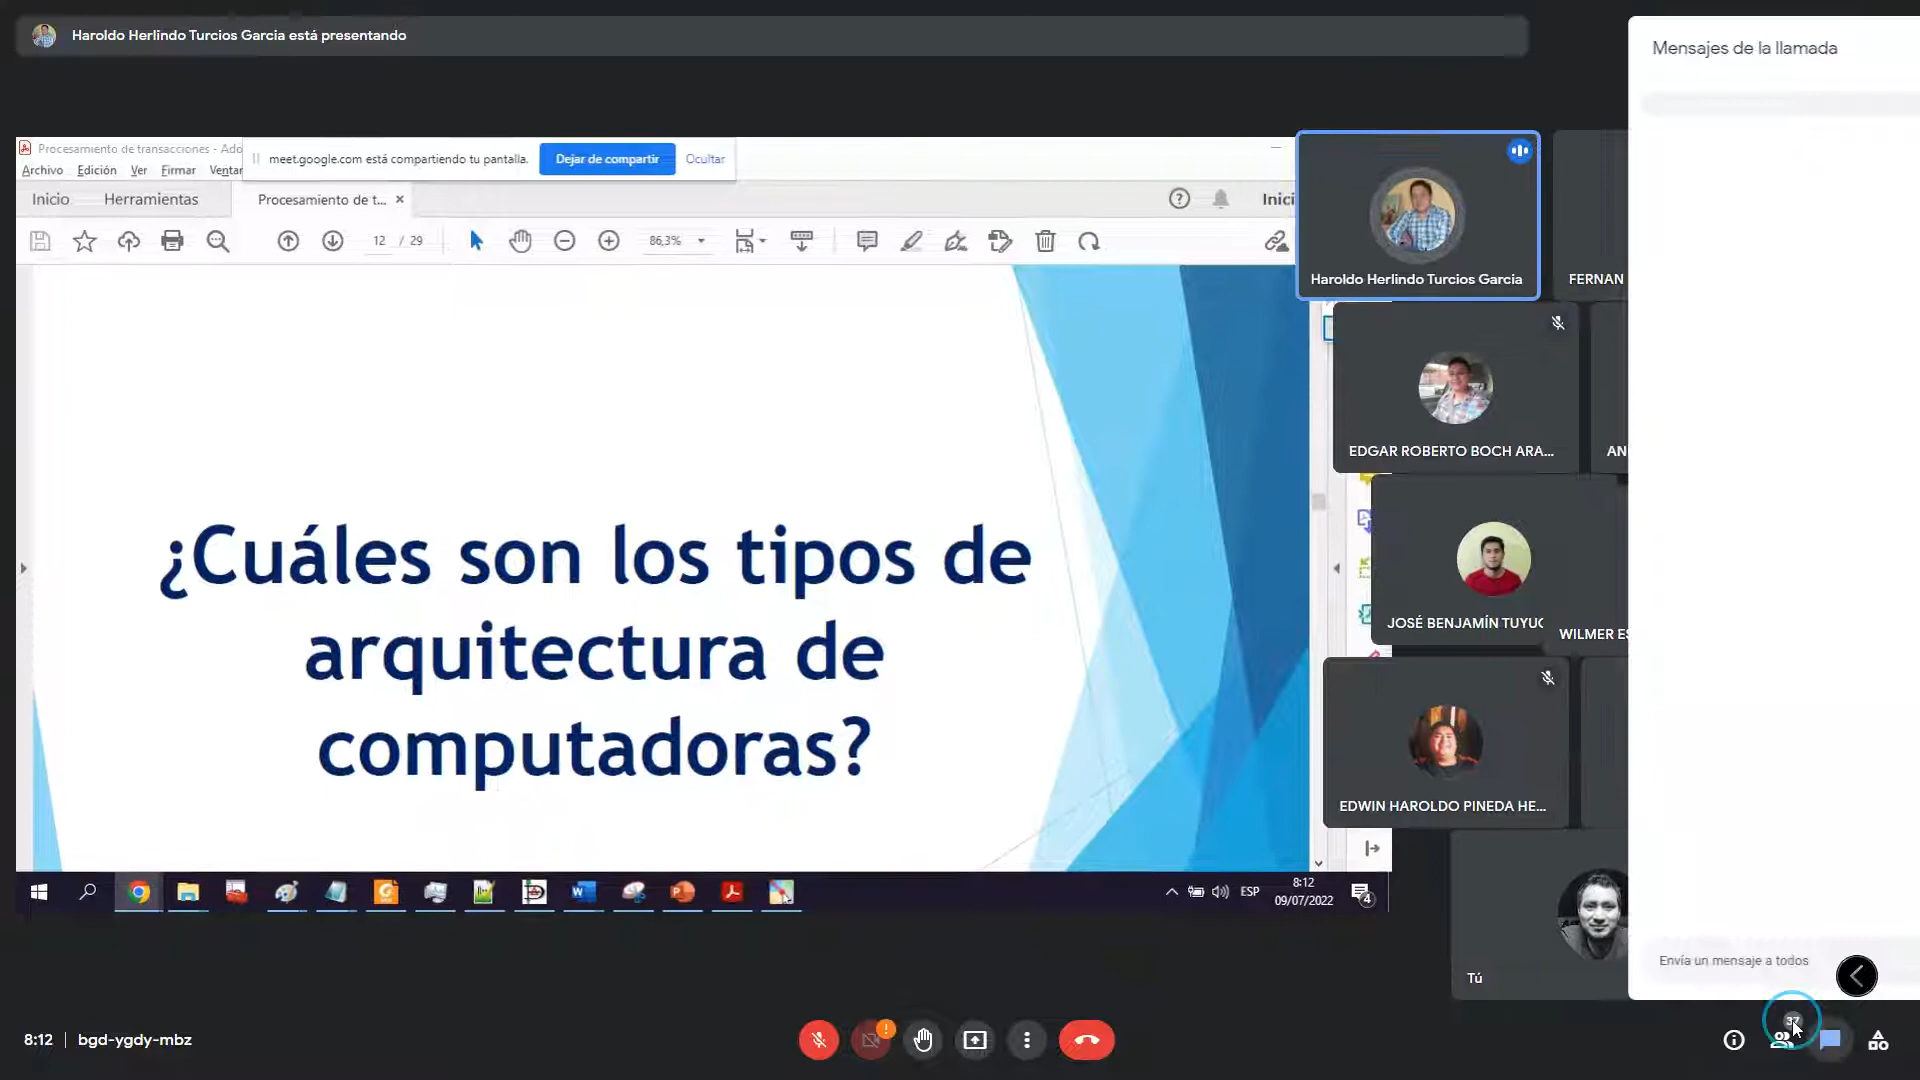 Haroldo Herlindo Turcios Garcia está presentando
Mensajes de la llamada
Procesamiento de transacciones - Ado
meet.google.com está compartiendo tu pantalla.
Dejar de compartir
Ocultar
Archivo Edición Ver Firmar Ventar
Inicio Herramientas Procesamiento de t... Inici
12 / 29
86,3%
¿Cuáles son los tipos de
arquitectura de
computadoras?
Haroldo Herlindo Turcios Garcia
FERNAN
EDGAR ROBERTO BOCH ARA...
AN
JOSÉ BENJAMÍN TUYUC
WILMER ES
EDWIN HAROLDO PINEDA HE...
Tú
ESP
8:12
09/07/2022
4
Envía un mensaje a todos
37
8:12 | bgd-ygdy-mbz